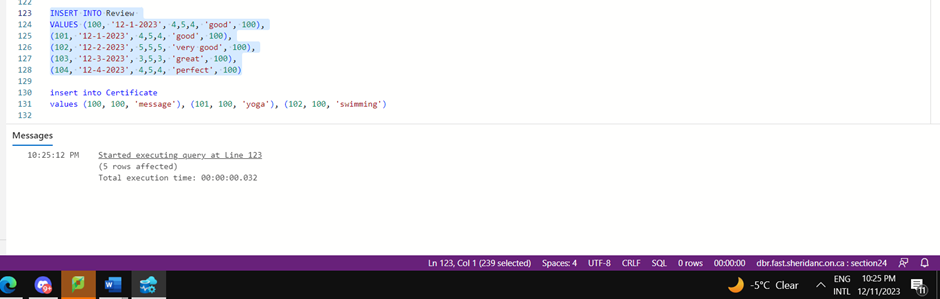 122
123 INSERT INTO Review
124 VALUES (100, '12-1-2023', 4,5,4, 'good', 100),
125 (101, '12-1-2023', 4,5,4, 'good', 100),
126 (102, '12-2-2023', 5,5,5, 'very good', 100),
127 (103, '12-3-2023', 3,5,3, 'great', 100),
128 (104, '12-4-2023', 4,5,4, 'perfect', 100)
129
130 insert into Certificate
131 values (100, 100, 'message'), (101, 100, 'yoga'), (102, 100, 'swimming')
132
Messages
10:25:12 PM Started executing query at Line 123
(5 rows affected)
Total execution time: 00:00:00.032
Ln 123, Col 1 (239 selected) Spaces: 4 UTF-8 CRLF SQL 0 rows 00:00:00 dbr.fast.sheridanc.on.ca : section24
-5°C Clear ENG 10:25 PM
INTL 12/11/2023 11